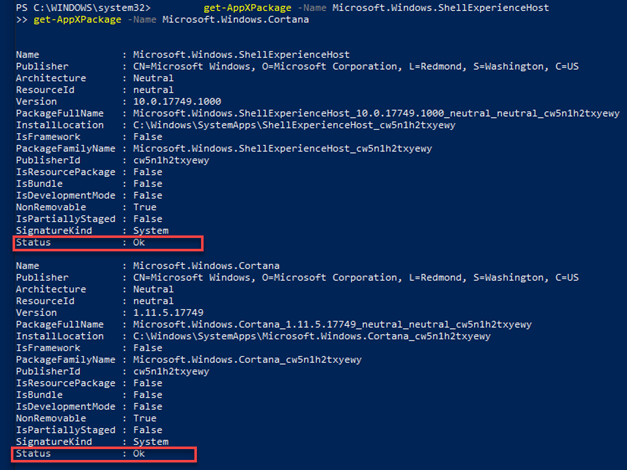 PS C:\WINDOWS\system32> get-AppXPackage -Name Microsoft.Windows.ShellExperienceHost
>> get-AppXPackage -Name Microsoft.Windows.Cortana
Name : Microsoft.Windows.ShellExperienceHost
Publisher : CN=Microsoft Windows, O=Microsoft Corporation, L=Redmond, S=Washington, C=US
Architecture : Neutral
ResourceId : neutral
Version : 10.0.17749.1000
PackageFullName : Microsoft.Windows.ShellExperienceHost_10.0.17749.1000_neutral_neutral_cw5n1h2txyewy
InstallLocation : C:\Windows\SystemApps\ShellExperienceHost_cw5n1h2txyewy
IsFramework : False
PackageFamilyName : Microsoft.Windows.ShellExperienceHost_cw5n1h2txyewy
PublisherId : cw5n1h2txyewy
IsResourcePackage : False
IsBundle : False
IsDevelopmentMode : False
NonRemovable : True
IsPartiallyStaged : False
SignatureKind : System
Status : Ok
Name : Microsoft.Windows.Cortana
Publisher : CN=Microsoft Windows, O=Microsoft Corporation, L=Redmond, S=Washington, C=US
Architecture : Neutral
ResourceId : neutral
Version : 1.11.5.17749
PackageFullName : Microsoft.Windows.Cortana_1.11.5.17749_neutral_neutral_cw5n1h2txyewy
InstallLocation : C:\Windows\SystemApps\Microsoft.Windows.Cortana_cw5n1h2txyewy
IsFramework : False
PackageFamilyName : Microsoft.Windows.Cortana_cw5n1h2txyewy
PublisherId : cw5n1h2txyewy
IsResourcePackage : False
IsBundle : False
IsDevelopmentMode : False
NonRemovable : True
IsPartiallyStaged : False
SignatureKind : System
Status : Ok